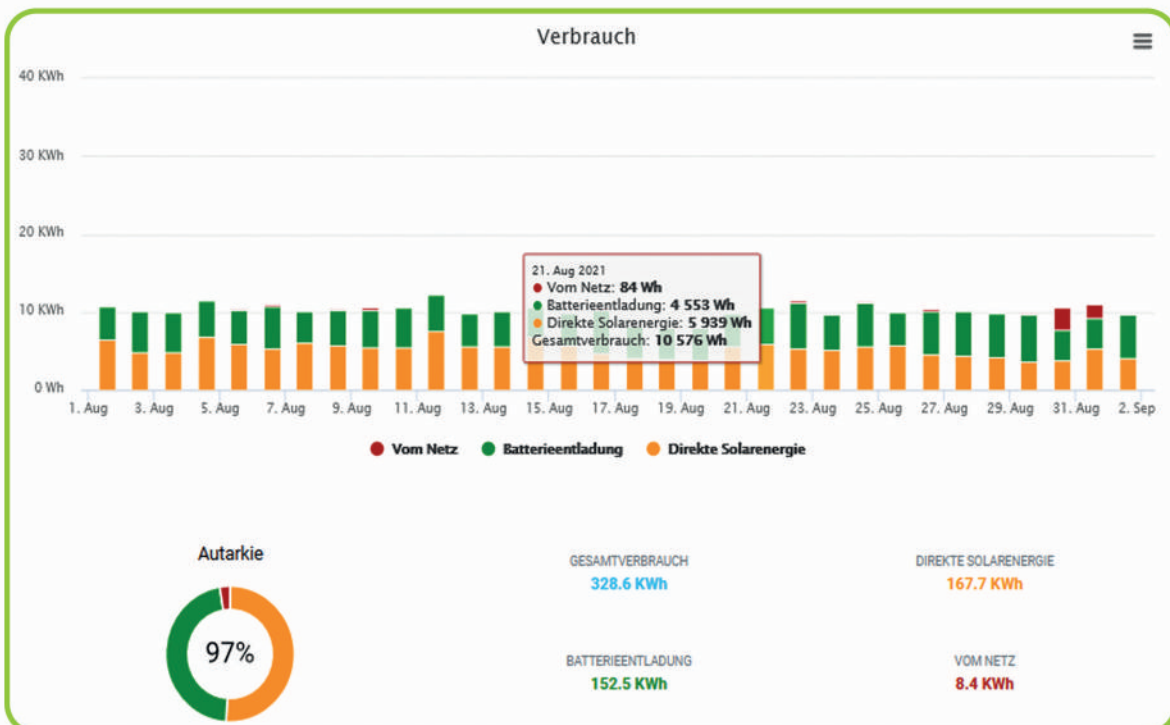 Verbrauch
40 KWh
30 KWh
20 KWh
10 KWh
0 Wh
21. Aug 2021
Vom Netz: 84 Wh
Batterieentladung: 4 553 Wh
Direkte Solarenergie: 5 939 Wh
Gesamtverbrauch: 10 576 Wh
1. Aug 3. Aug 5. Aug 7. Aug 9. Aug 11. Aug 13. Aug 15. Aug 17. Aug 19. Aug 21. Aug 23. Aug 25. Aug 27. Aug 29. Aug 31. Aug 2. Sep
Vom Netz Batterieentladung Direkte Solarenergie
Autarkie
97%
GESAMTVERBRAUCH
328.6 KWh
DIREKTE SOLARENERGIE
167.7 KWh
BATTERIEENTLADUNG
152.5 KWh
VOM NETZ
8.4 KWh